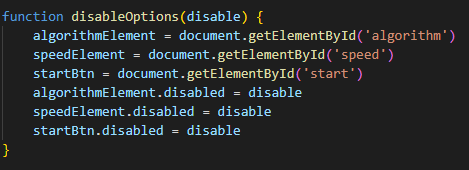 function disableOptions(disable) {
    algorithmElement = document.getElementById('algorithm')
    speedElement = document.getElementById('speed')
    startBtn = document.getElementById('start')
    algorithmElement.disabled = disable
    speedElement.disabled = disable
    startBtn.disabled = disable
}